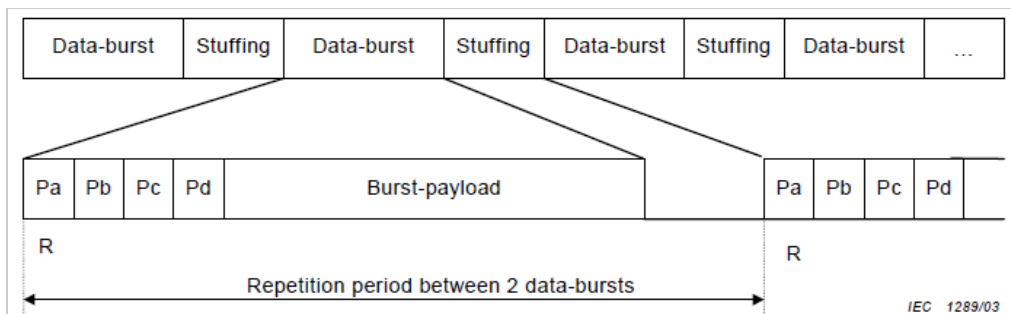 Data-burst Stuffing Data-burst Stuffing Data-burst Stuffing Data-burst ...
Pa Pb Pc Pd Burst-payload Pa Pb Pc Pd
R R
Repetition period between 2 data-bursts
IEC 1289/03